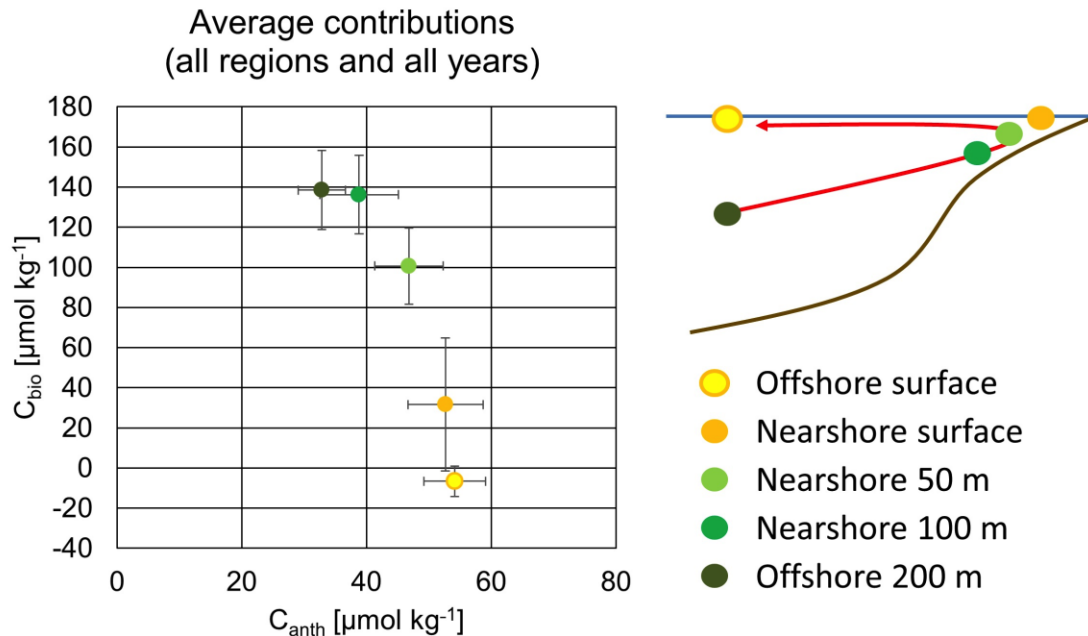 Average contributions
(all regions and all years)
180
160
140
120
100
80
60
40
20
0
-20
-40
C_bio [µmol kg⁻¹]
0 20 40 60 80
C_anth [µmol kg⁻¹]
Offshore surface
Nearshore surface
Nearshore 50 m
Nearshore 100 m
Offshore 200 m